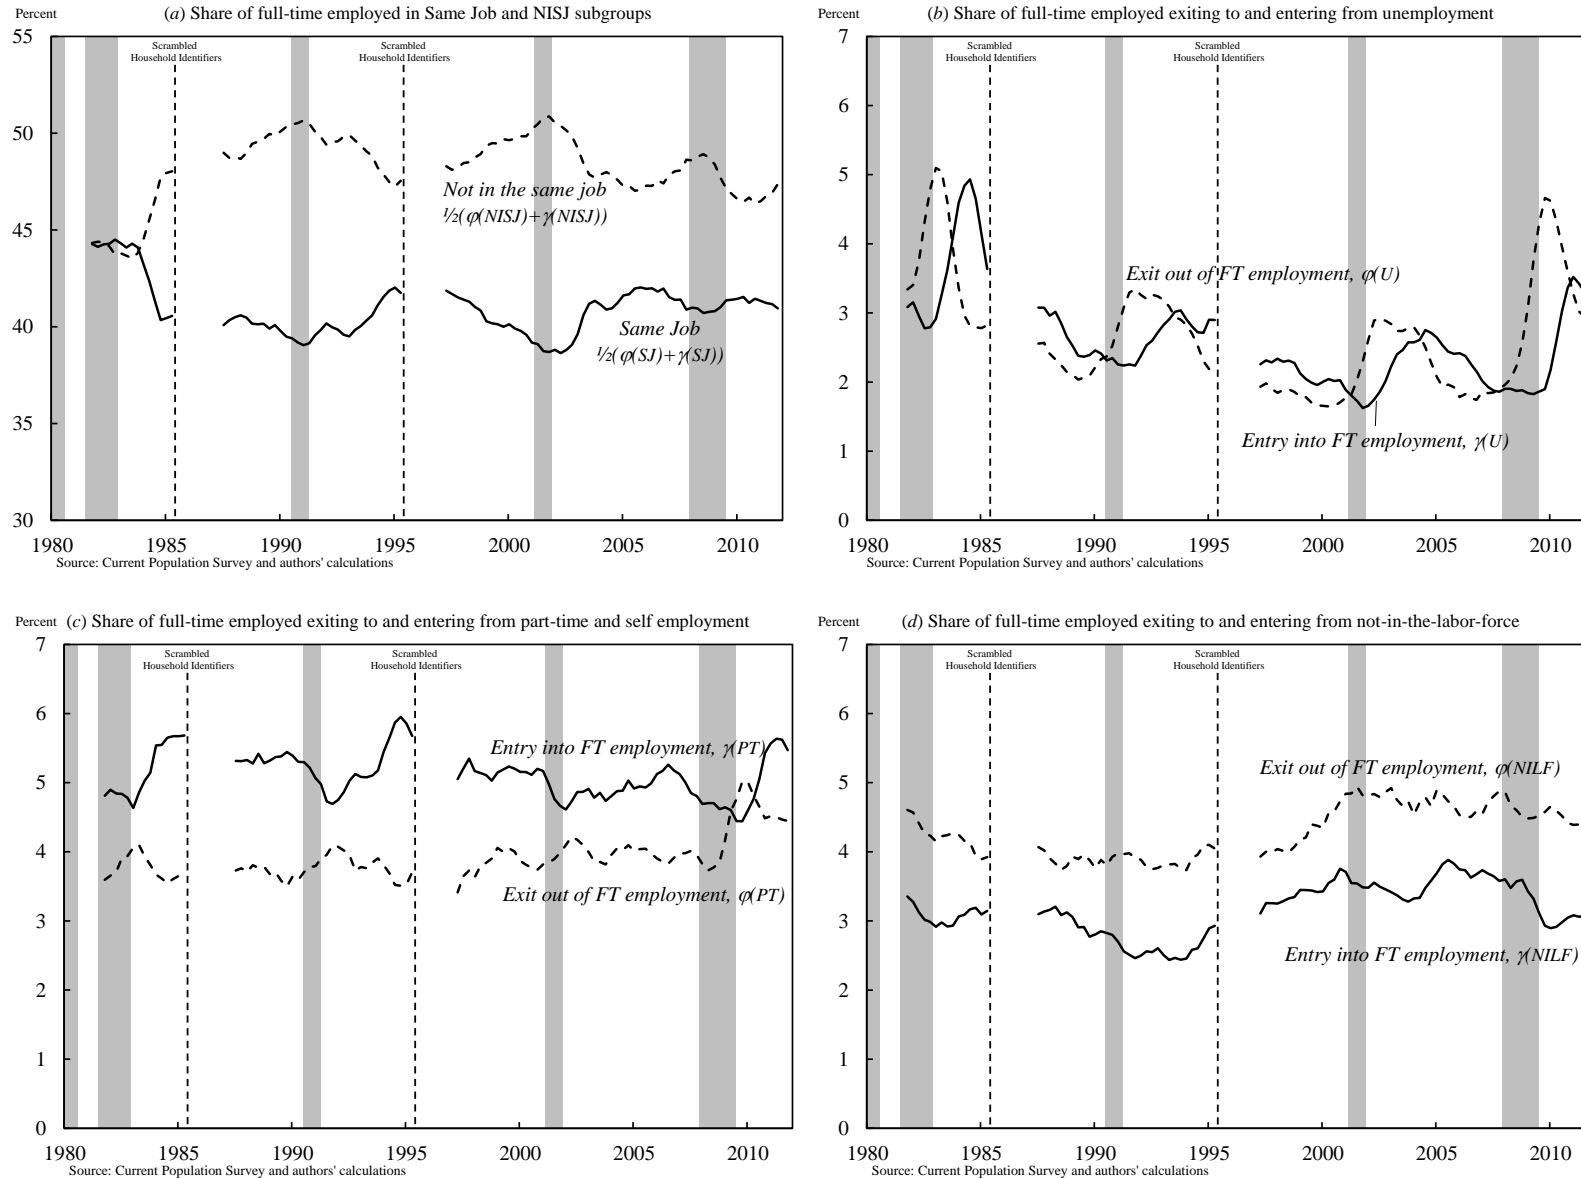 Percent (a) Share of full-time employed in Same Job and NISJ subgroups
55
50
45
40
35
30
Scrambled
Household Identifiers
Scrambled
Household Identifiers
Not in the same job
½(φ(NISJ)+γ(NISJ))
Same Job
½(φ(SJ)+γ(SJ))
1980 1985 1990 1995 2000 2005 2010
Source: Current Population Survey and authors' calculations
Percent (b) Share of full-time employed exiting to and entering from unemployment
7
6
5
4
3
2
1
0
Scrambled
Household Identifiers
Scrambled
Household Identifiers
Exit out of FT employment, φ(U)
Entry into FT employment, γ(U)
1980 1985 1990 1995 2000 2005 2010
Source: Current Population Survey and authors' calculations
Percent (c) Share of full-time employed exiting to and entering from part-time and self employment
7
6
5
4
3
2
1
0
Scrambled
Household Identifiers
Scrambled
Household Identifiers
Entry into FT employment, γ(PT)
Exit out of FT employment, φ(PT)
1980 1985 1990 1995 2000 2005 2010
Source: Current Population Survey and authors' calculations
Percent (d) Share of full-time employed exiting to and entering from not-in-the-labor-force
7
6
5
4
3
2
1
0
Scrambled
Household Identifiers
Scrambled
Household Identifiers
Exit out of FT employment, φ(NILF)
Entry into FT employment, γ(NILF)
1980 1985 1990 1995 2000 2005 2010
Source: Current Population Survey and authors' calculations